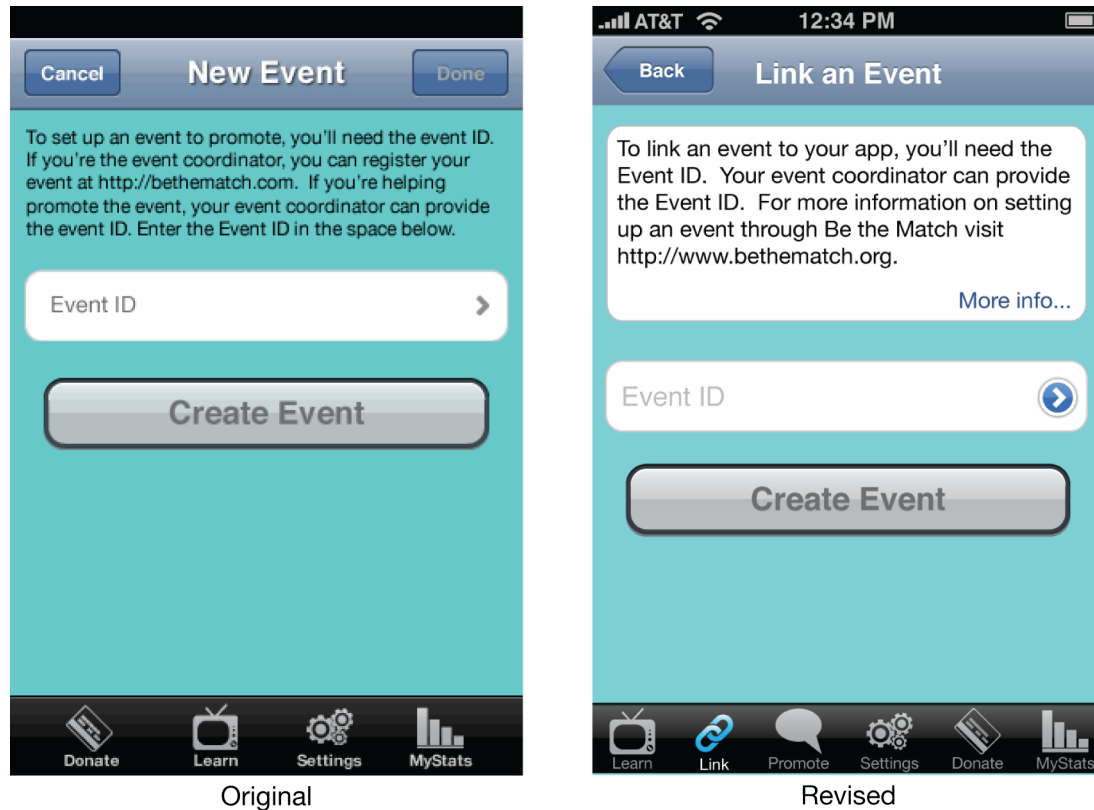 Cancel New Event Done
To set up an event to promote, you'll need the event ID.
If you're the event coordinator, you can register your
event at http://bethematch.com.  If you're helping
promote the event, your event coordinator can provide
the event ID. Enter the Event ID in the space below.
Event ID
Create Event
Donate Learn Settings MyStats
Original
AT&T 12:34 PM
Back Link an Event
To link an event to your app, you'll need the
Event ID.  Your event coordinator can provide
the Event ID.  For more information on setting
up an event through Be the Match visit
http://www.bethematch.org.
More info...
Event ID
Create Event
Learn Link Promote Settings Donate MyStats
Revised